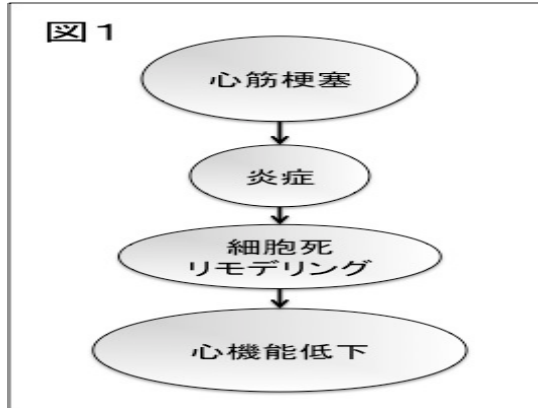 図1
心筋梗塞
炎症
細胞死
リモデリング
心機能低下